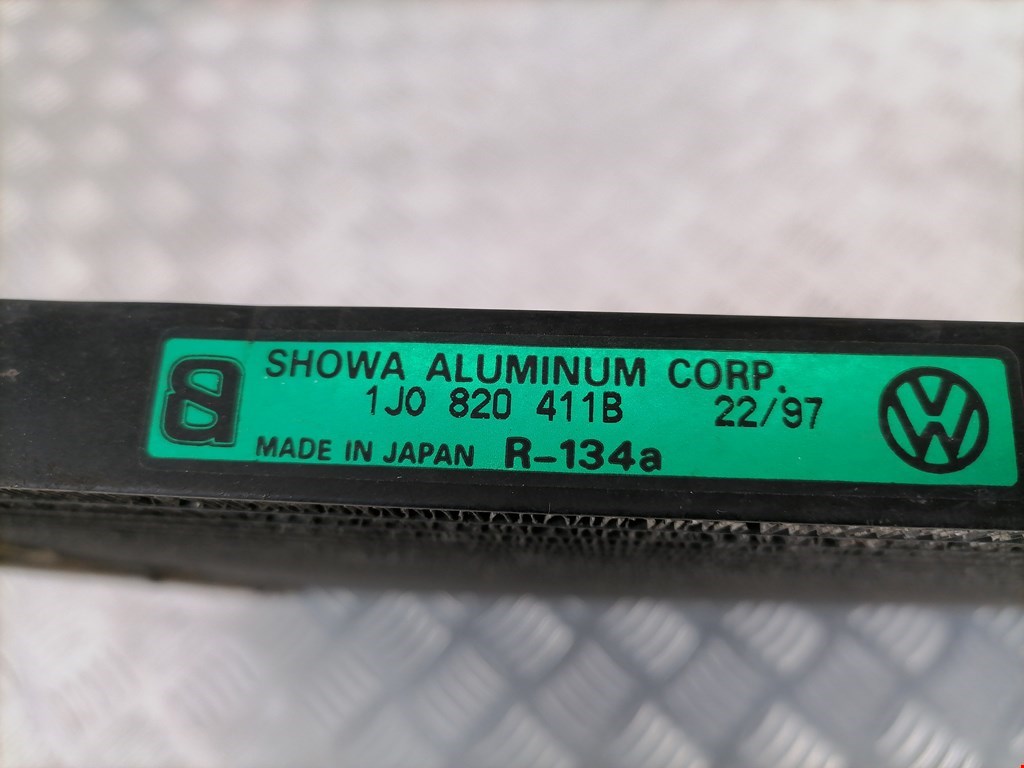 SHOWA ALUMINUM CORP.
1J0 820 411B 22/97
MADE IN JAPAN R-134a